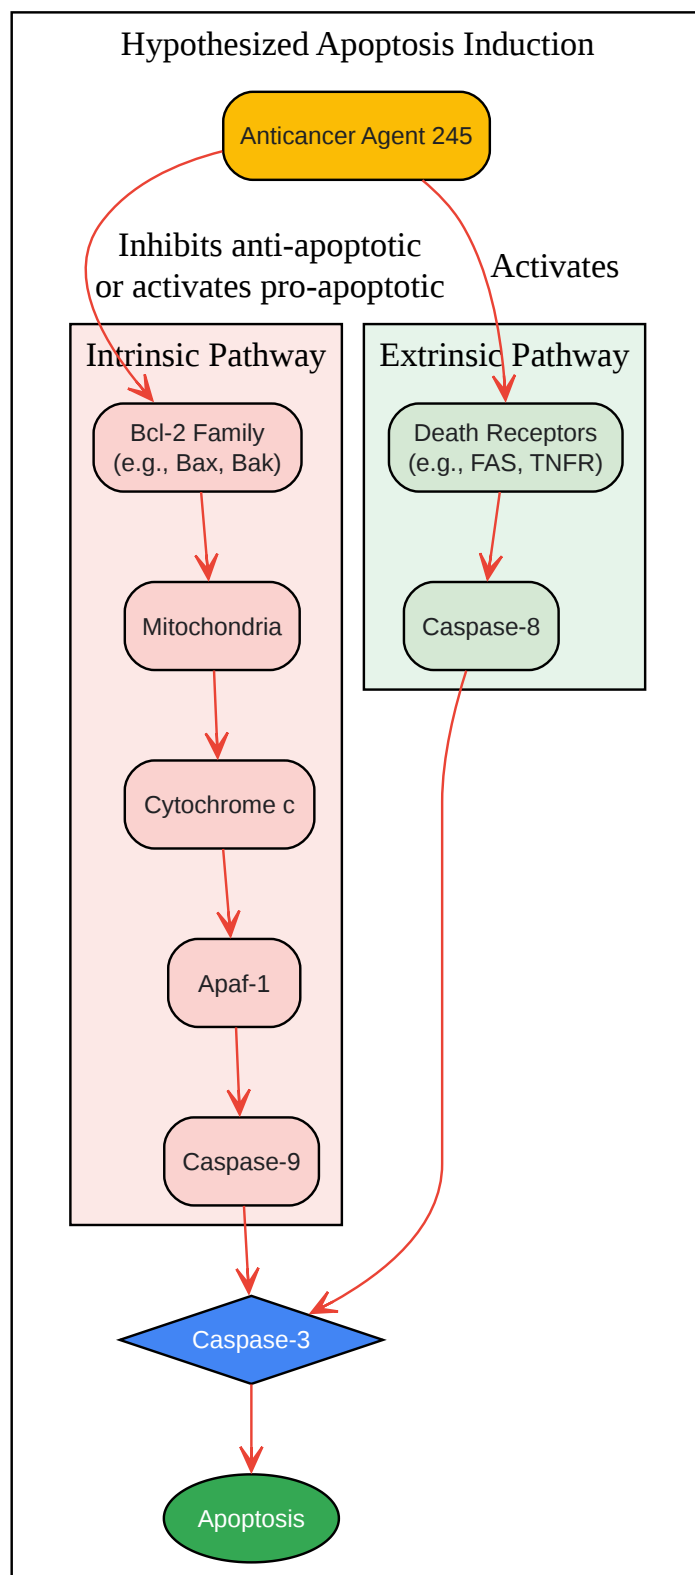 Hypothesized Apoptosis Induction
Anticancer Agent 245
Inhibits anti-apoptotic
or activates pro-apoptotic
Activates
Intrinsic Pathway
Extrinsic Pathway
Bcl-2 Family
(e.g., Bax, Bak)
Death Receptors
(e.g., FAS, TNFR)
Mitochondria
Caspase-8
Cytochrome c
Apaf-1
Caspase-9
Caspase-3
Apoptosis